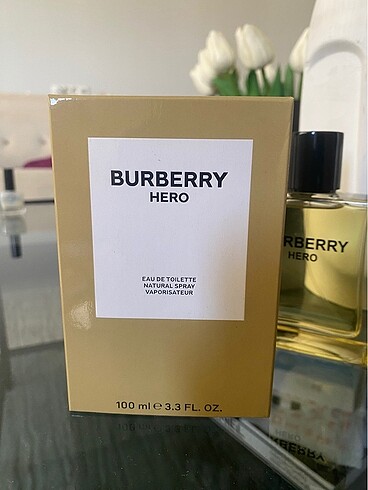 BURBERRY
HERO
EAU DE TOILETTE
NATURAL SPRAY
VAPORISATEUR
100 ml ℮ 3.3 FL. OZ.
RBERRY
HERO